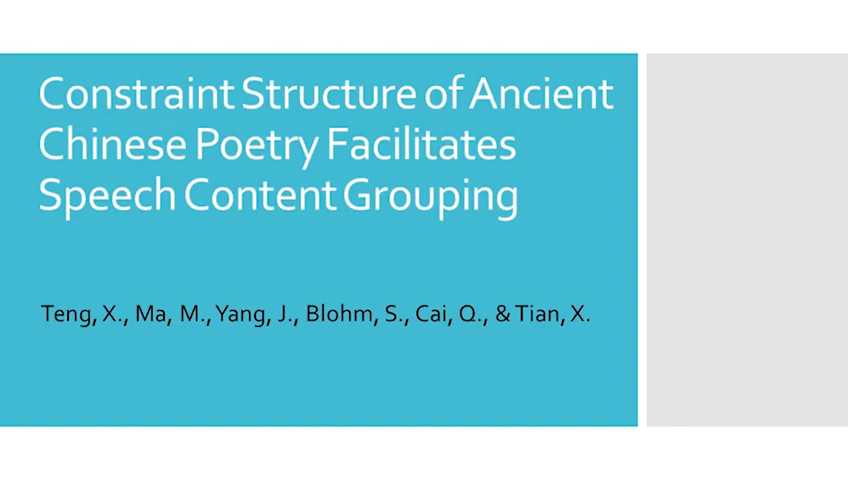 Constraint Structure of Ancient
Chinese Poetry Facilitates
Speech Content Grouping
Teng, X., Ma, M., Yang, J., Blohm, S., Cai, Q., & Tian, X.